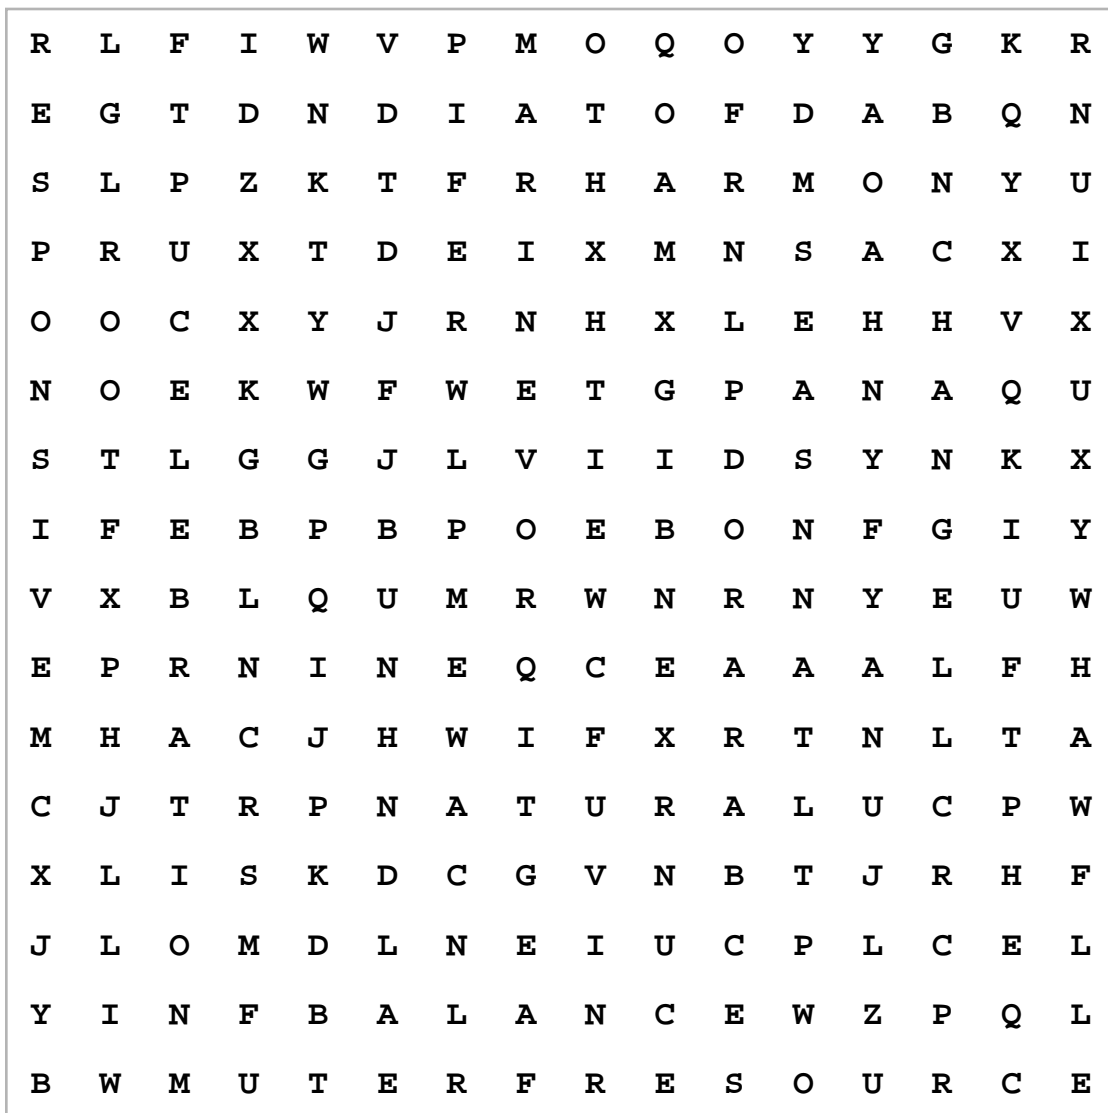 R L F I W V P M O Q O Y Y G K R
E G T D N D I A T O F D A B Q N
S L P Z K T F R H A R M O N Y U
P R U X T D E I X M N S A C X I
O O C X Y J R N H X L E H H V X
N O E K W F W E T G P A N A Q U
S T L G G J L V I I D S Y N K X
I F E B P B P O E B O N F G I Y
V X B L Q U M R W N R N Y E U W
E P R N I N E Q C E A A A L F H
M H A C J H W I F X R T N L T A
C J T R P N A T U R A L U C P W
X L I S K D C G V N B T J R H F
J L O M D L N E I U C P L C E L
Y I N F B A L A N C E W Z P Q L
B W M U T E R F R E S O U R C E